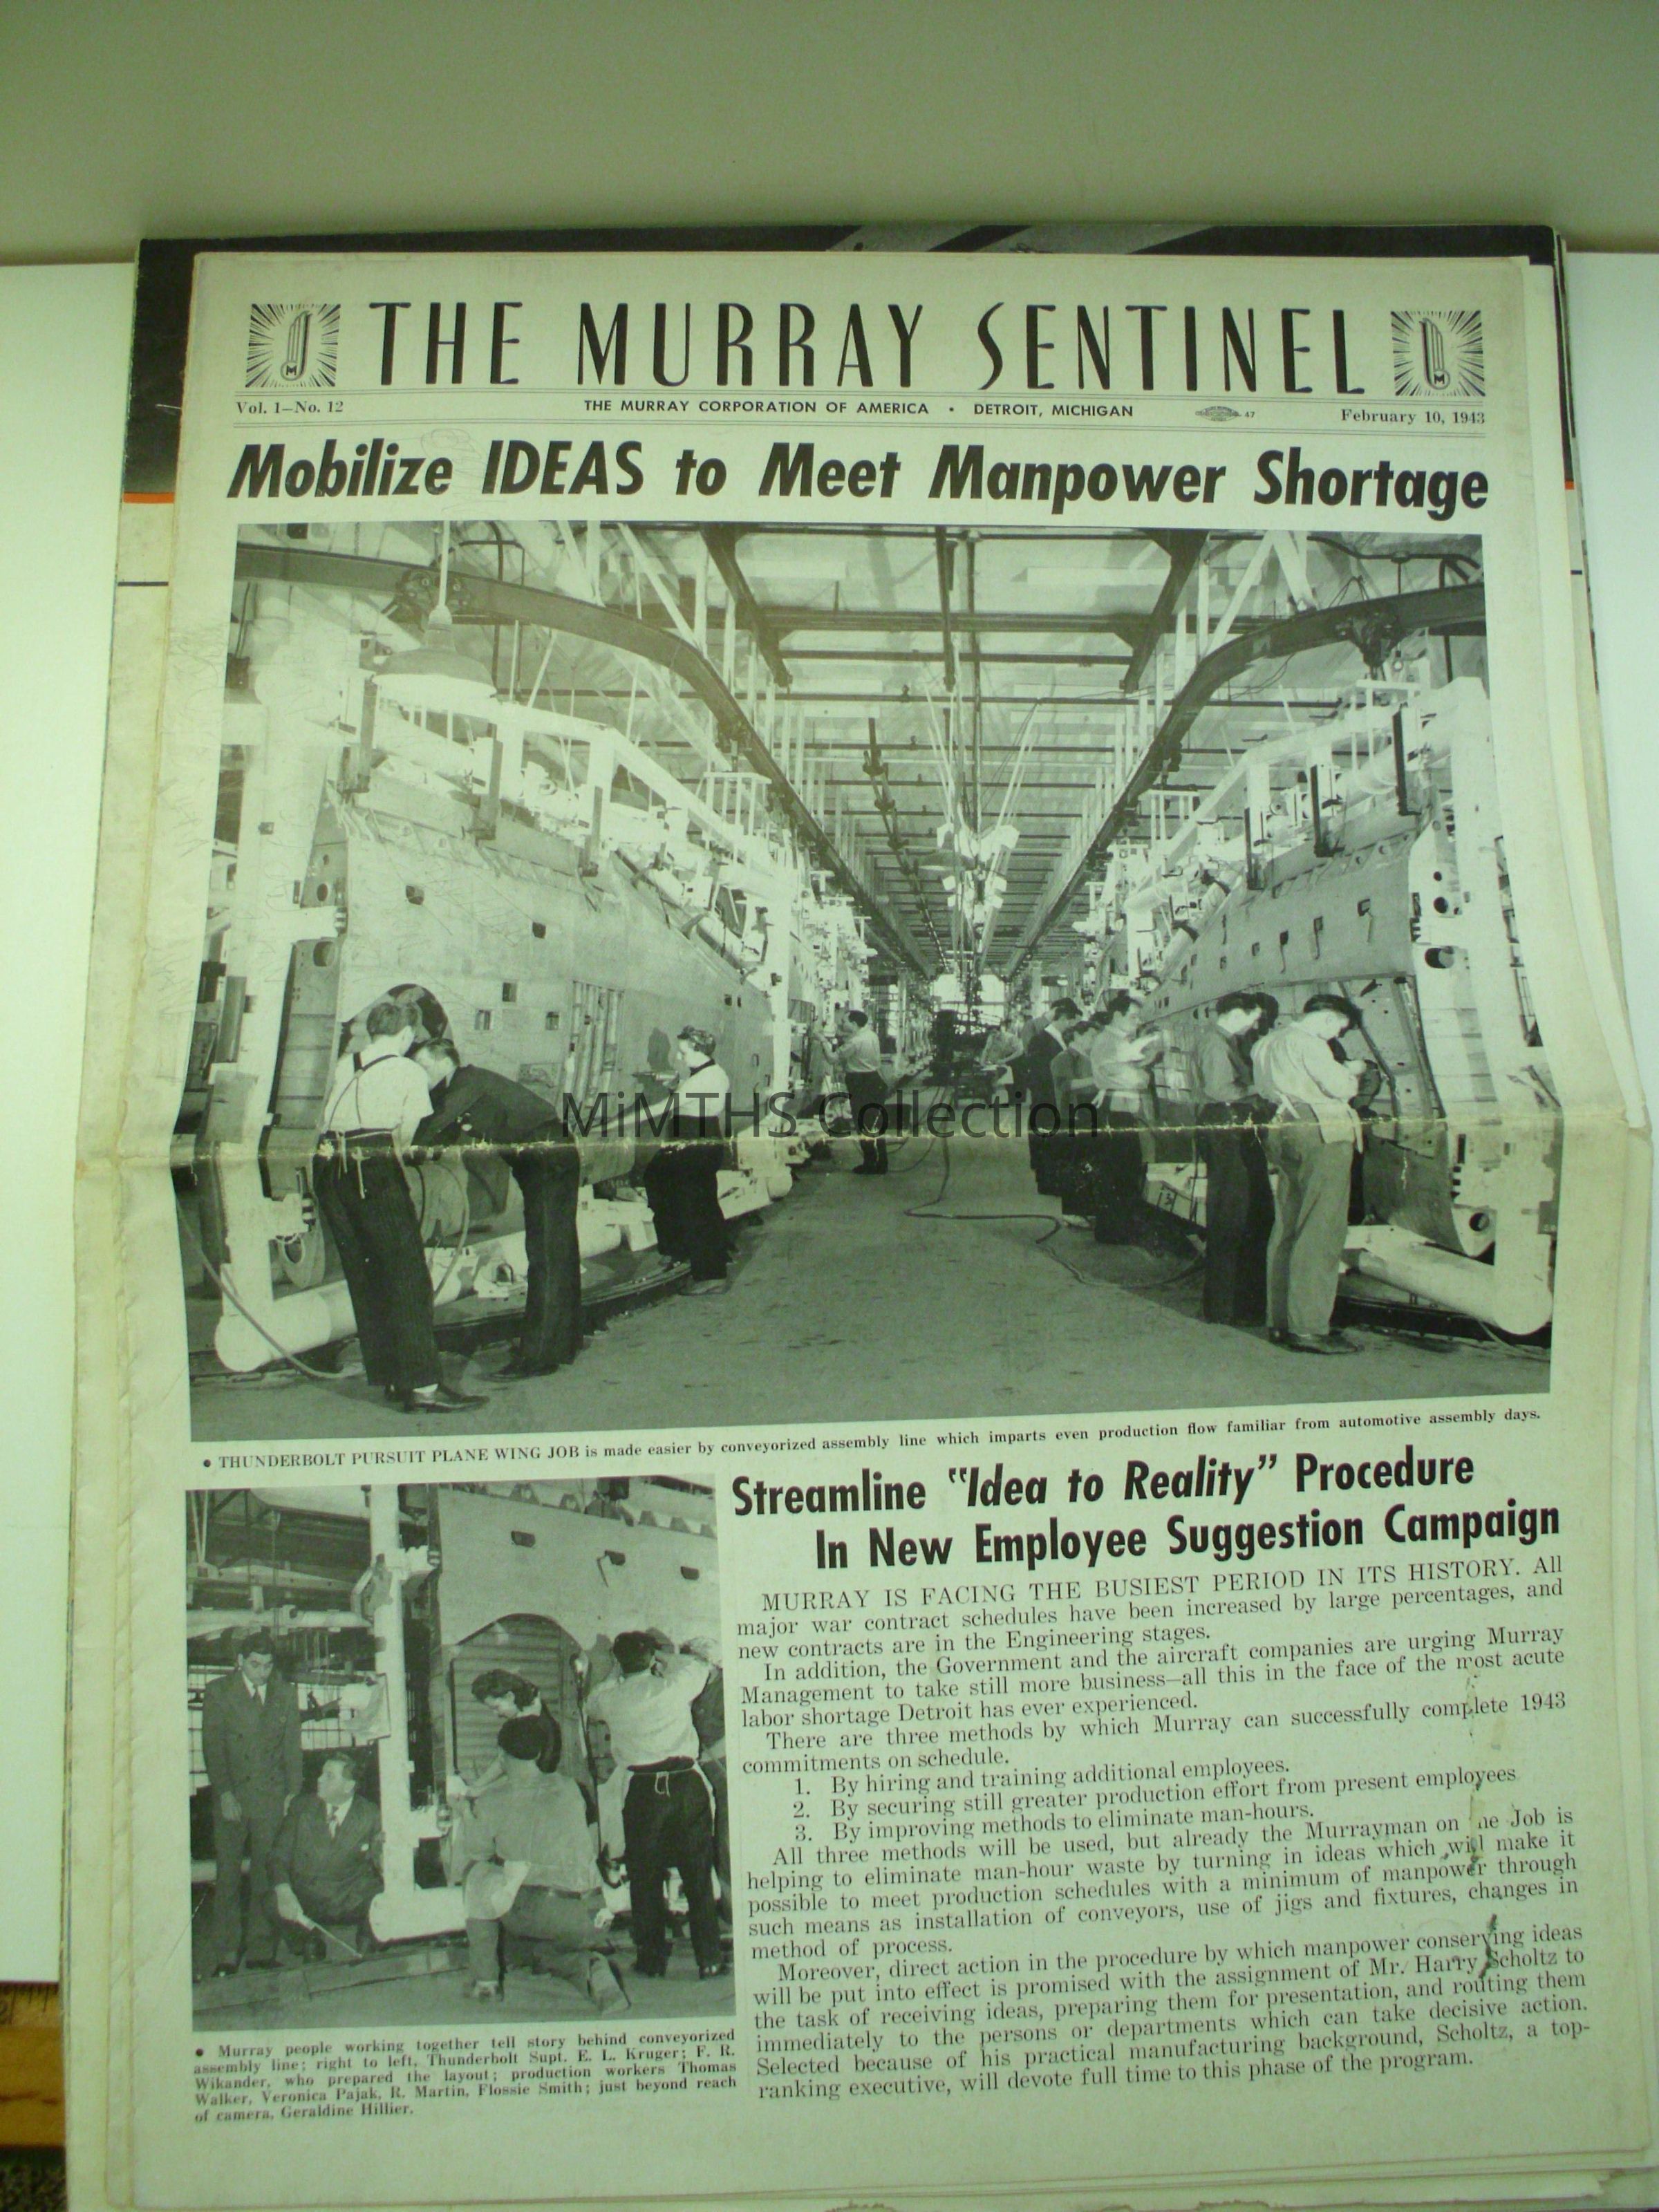 THE MURRAY SENTINEL
Vol. 1—No. 12
THE MURRAY CORPORATION OF AMERICA • DETROIT, MICHIGAN
47
February 10, 1943
Mobilize IDEAS to Meet Manpower Shortage
MiMTHS Collection
• THUNDERBOLT PURSUIT PLANE WING JOB is made easier by conveyorized assembly line which imparts even production flow familiar from automotive assembly days.
• Murray people working together tell story behind conveyorized
assembly line; right to left, Thunderbolt Supt. E. L. Kruger; F. R.
Wikander, who prepared the layout; production workers Thomas
Walker, Veronica Pajak, R. Martin, Flossie Smith; just beyond reach
of camera, Geraldine Hillier.
Streamline "Idea to Reality" Procedure
In New Employee Suggestion Campaign
MURRAY IS FACING THE BUSIEST PERIOD IN ITS HISTORY. All
major war contract schedules have been increased by large percentages, and
new contracts are in the Engineering stages.
In addition, the Government and the aircraft companies are urging Murray
Management to take still more business—all this in the face of the most acute
labor shortage Detroit has ever experienced.
There are three methods by which Murray can successfully complete 1943
commitments on schedule.
1. By hiring and training additional employees.
2. By securing still greater production effort from present employees
3. By improving methods to eliminate man-hours.
All three methods will be used, but already the Murrayman on he Job is
helping to eliminate man-hour waste by turning in ideas which will make it
possible to meet production schedules with a minimum of manpower through
such means as installation of conveyors, use of jigs and fixtures, changes in
method of process.
Moreover, direct action in the procedure by which manpower conserving ideas
will be put into effect is promised with the assignment of Mr. Harry Scholtz to
the task of receiving ideas, preparing them for presentation, and routing them
immediately to the persons or departments which can take decisive action.
Selected because of his practical manufacturing background, Scholtz, a top-
ranking executive, will devote full time to this phase of the program.